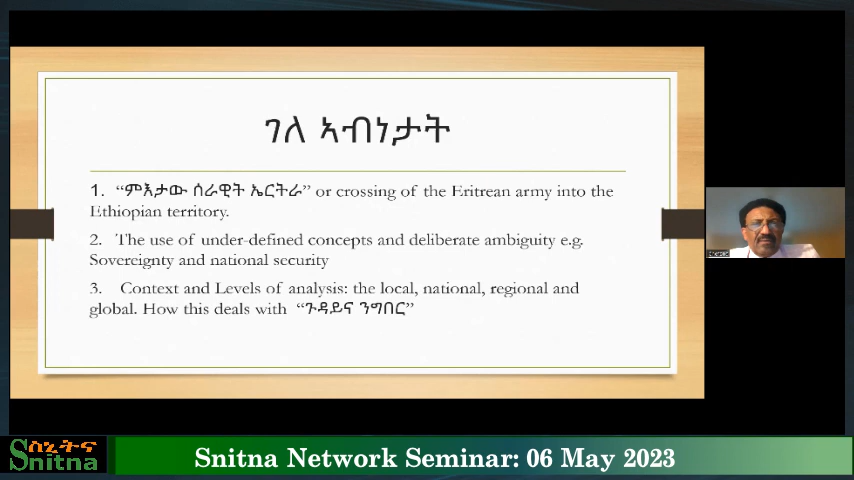 ገለ ኣብነታት
1. “ምእታው ሰራዊት ኤርትራ” or crossing of the Eritrean army into the
Ethiopian territory.
2. The use of under-defined concepts and deliberate ambiguity e.g.
Sovereignty and national security
3. Context and Levels of analysis: the local, national, regional and
global. How this deals with “ጉዳይና ንግበር”
ስኒትና
Snitna
Snitna Network Seminar: 06 May 2023